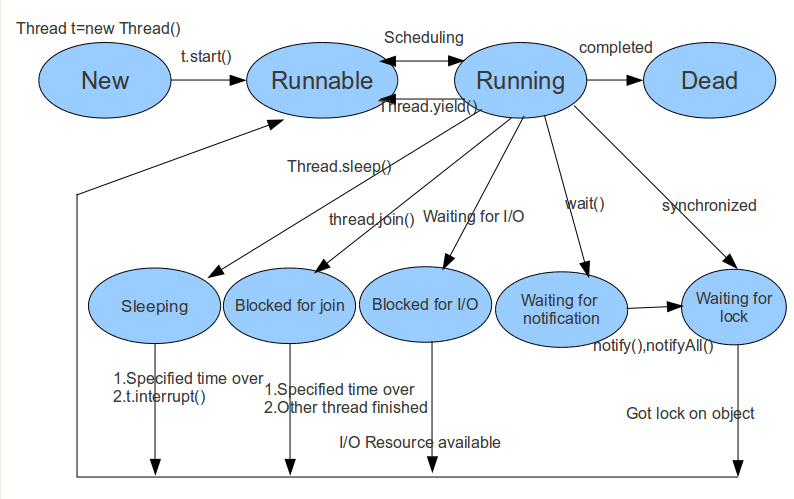 Thread t=new Thread()
Scheduling
t.start()
completed
New
Runnable
Running
Dead
Thread.yield()
Thread.sleep()
thread.join()
Waiting for I/O
wait()
synchronized
Sleeping
Blocked for join
Blocked for I/O
Waiting for
notification
Waiting for
lock
notify(),notifyAll()
1.Specified time over
2.t.interrupt()
1.Specified time over
2.Other thread finished
I/O Resource available
Got lock on object